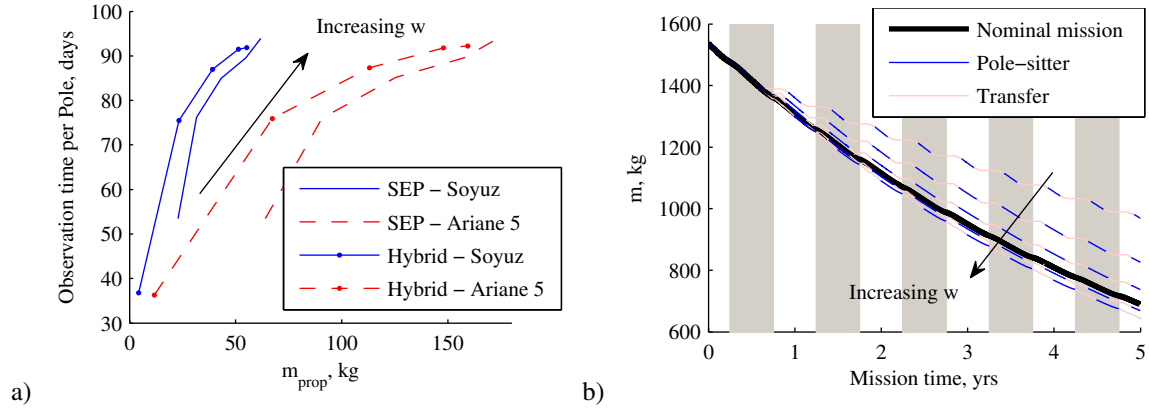 100
90
80
70
60
50
40
30
0
50
100
150
Observation time per Pole, days
m_prop, kg
Increasing w
SEP − Soyuz
SEP − Ariane 5
Hybrid − Soyuz
Hybrid − Ariane 5
a)
1600
1400
1200
1000
800
600
0
1
2
3
4
5
m, kg
Mission time, yrs
Nominal mission
Pole−sitter
Transfer
Increasing w
b)